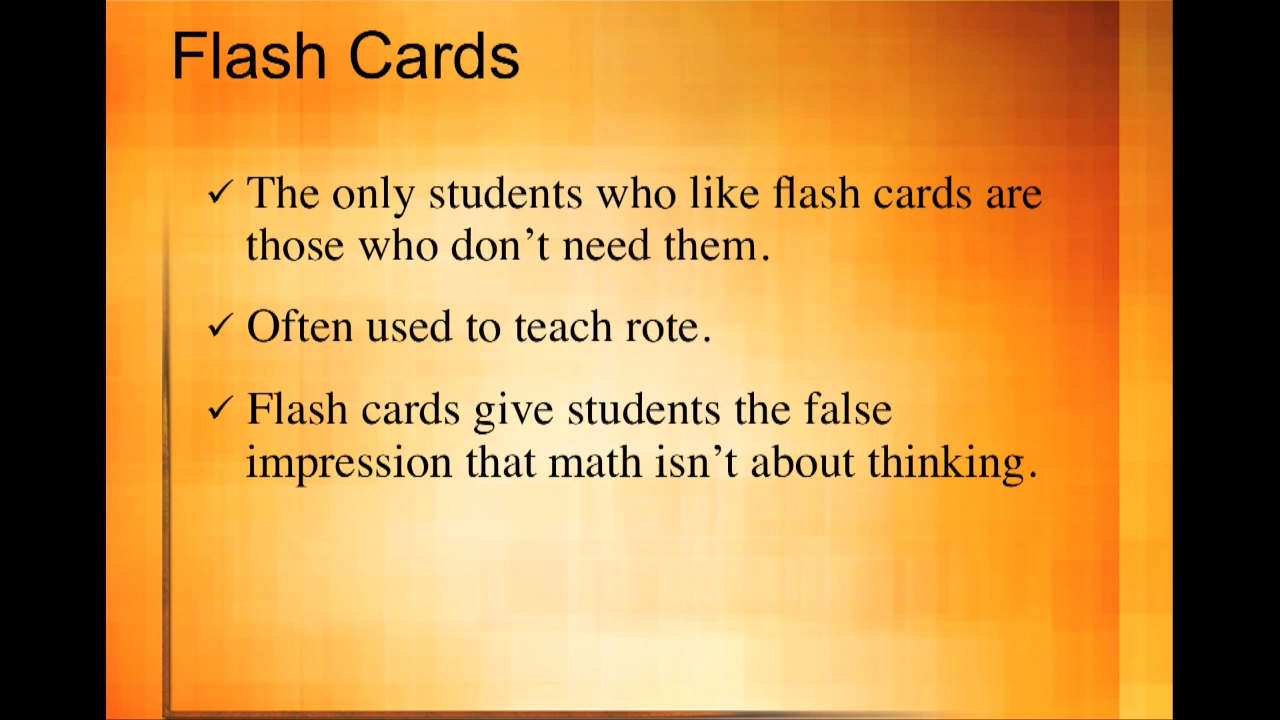 Flash Cards
✓ The only students who like flash cards are
those who don’t need them.
✓ Often used to teach rote.
✓ Flash cards give students the false
impression that math isn’t about thinking.